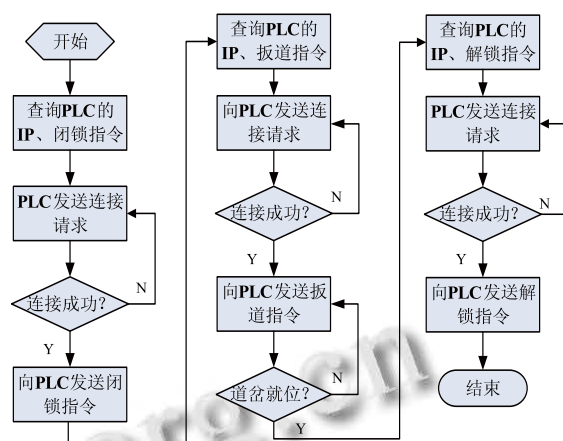 开始
查询PLC的
IP、闭锁指令
PLC发送连接
请求
连接成功？
N
Y
向PLC发送闭
锁指令
查询PLC的
IP、扳道指令
向PLC发送连
接请求
连接成功？
N
Y
向PLC发送扳
道指令
道岔就位？
N
Y
查询PLC的
IP、解锁指令
PLC发送连接
请求
连接成功？
N
Y
向PLC发送解
锁指令
结束